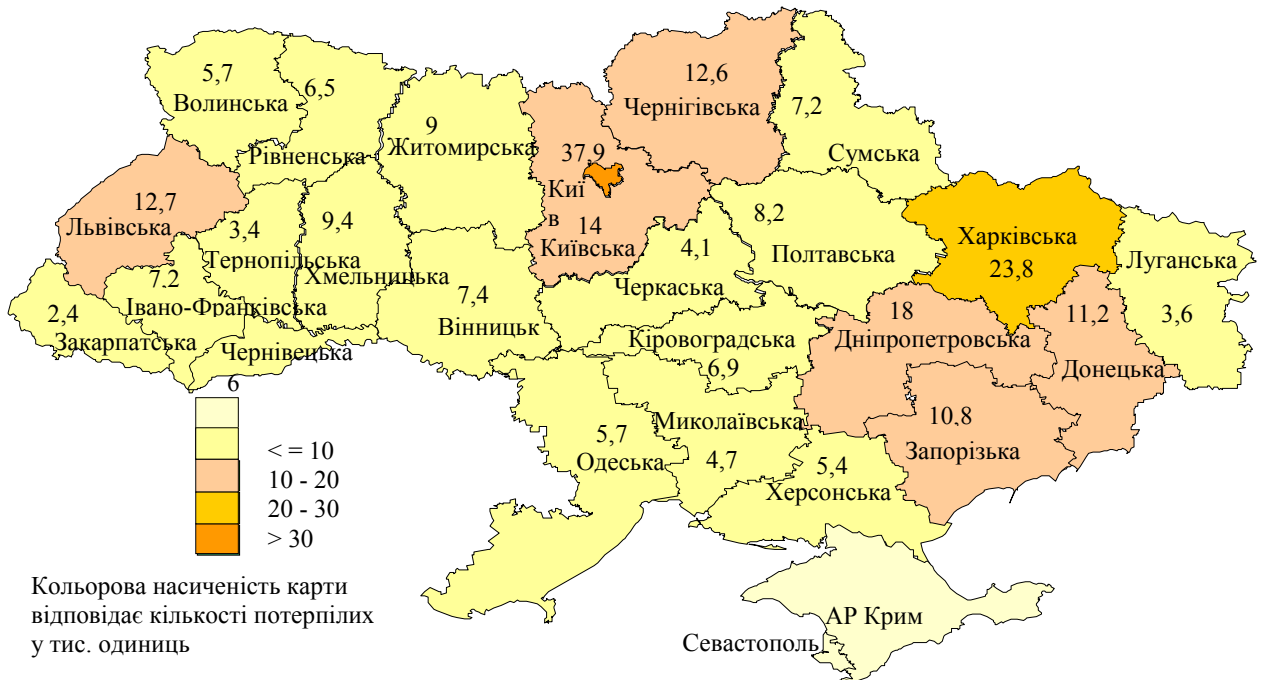 5,7
Волинська
6,5
Рівненська
9
Житомирська
37,9
Киї
в
14
Київська
12,6
Чернігівська
7,2
Сумська
12,7
Львівська
3,4
Тернопільська
9,4
Хмельницька
7,2
Івано-Франківська
2,4
Закарпатська
Чернівецька
6
7,4
Вінницьк
4,1
Черкаська
8,2
Полтавська
Харківська
23,8
Луганська
3,6
Кіровоградська
6,9
18
Дніпропетровська
11,2
Донецька
10,8
Запорізька
Миколаївська
4,7
5,7
Одеська
5,4
Херсонська
АР Крим
Севастополь
< = 10
10 - 20
20 - 30
> 30
Кольорова насиченість карти
відповідає кількості потерпілих
у тис. одиниць